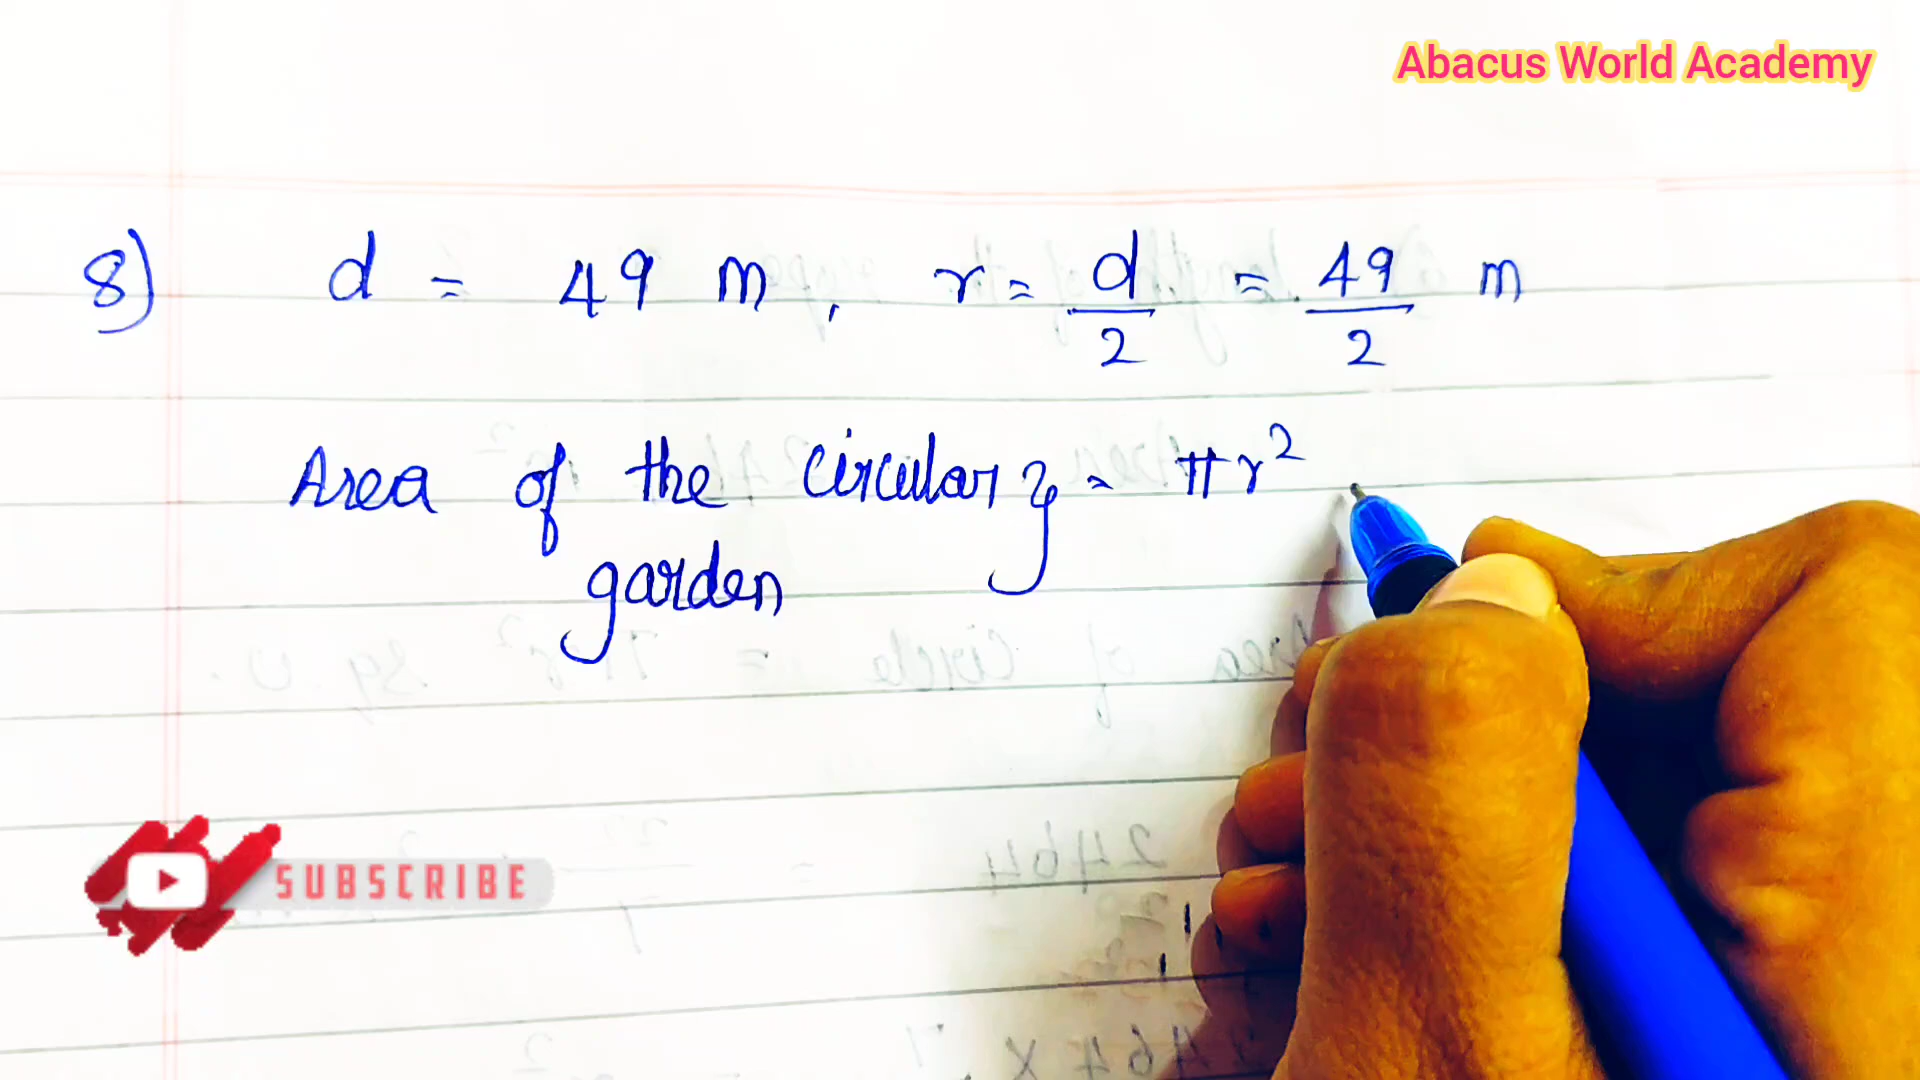 Abacus World Academy
8) d = 49 m, r = d/2 = 49/2 m
Area of the circular } = πr²
garden
SUBSCRIBE